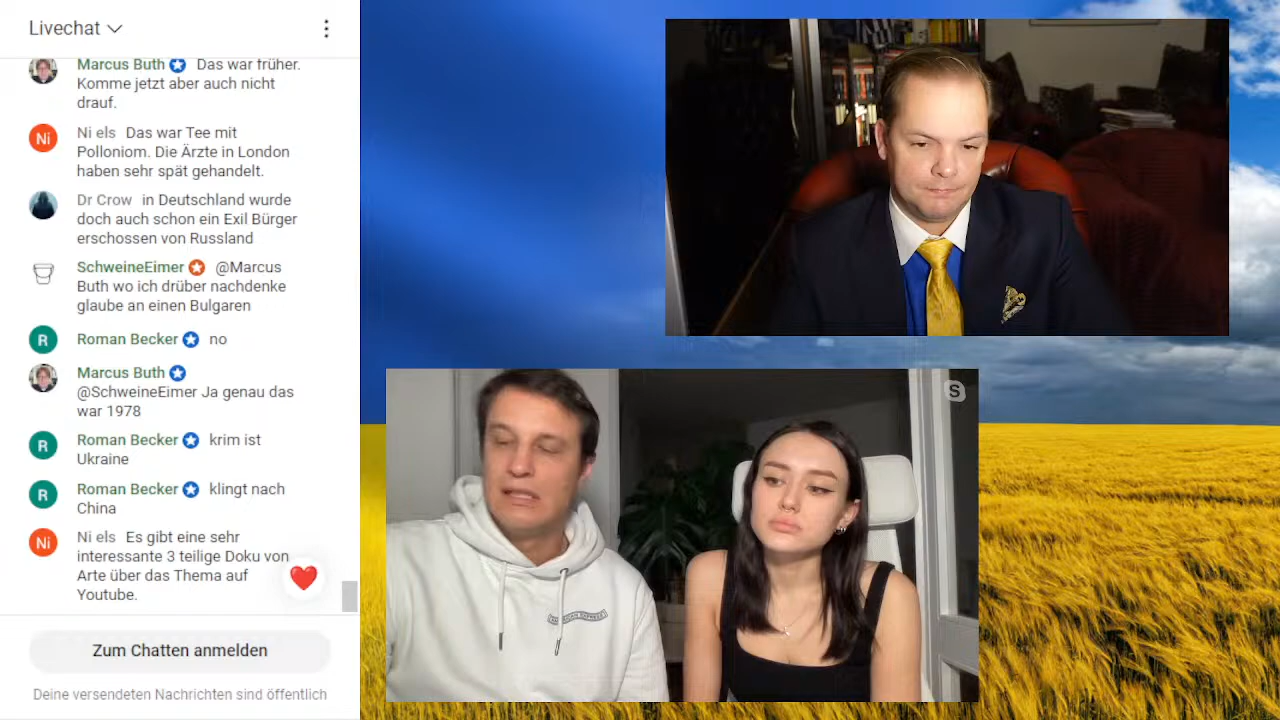 Livechat
Marcus Buth Das war früher.
Komme jetzt aber auch nicht
drauf.
Ni
Ni els Das war Tee mit
Polloniom. Die Ärzte in London
haben sehr spät gehandelt.
Dr Crow in Deutschland wurde
doch auch schon ein Exil Bürger
erschossen von Russland
SchweineEimer @Marcus
Buth wo ich drüber nachdenke
glaube an einen Bulgaren
R
Roman Becker no
Marcus Buth
@SchweineEimer Ja genau das
war 1978
R
Roman Becker krim ist
Ukraine
R
Roman Becker klingt nach
China
Ni
Ni els Es gibt eine sehr
interessante 3 teilige Doku von
Arte über das Thema auf
Youtube.
Zum Chatten anmelden
Deine versendeten Nachrichten sind öffentlich
S